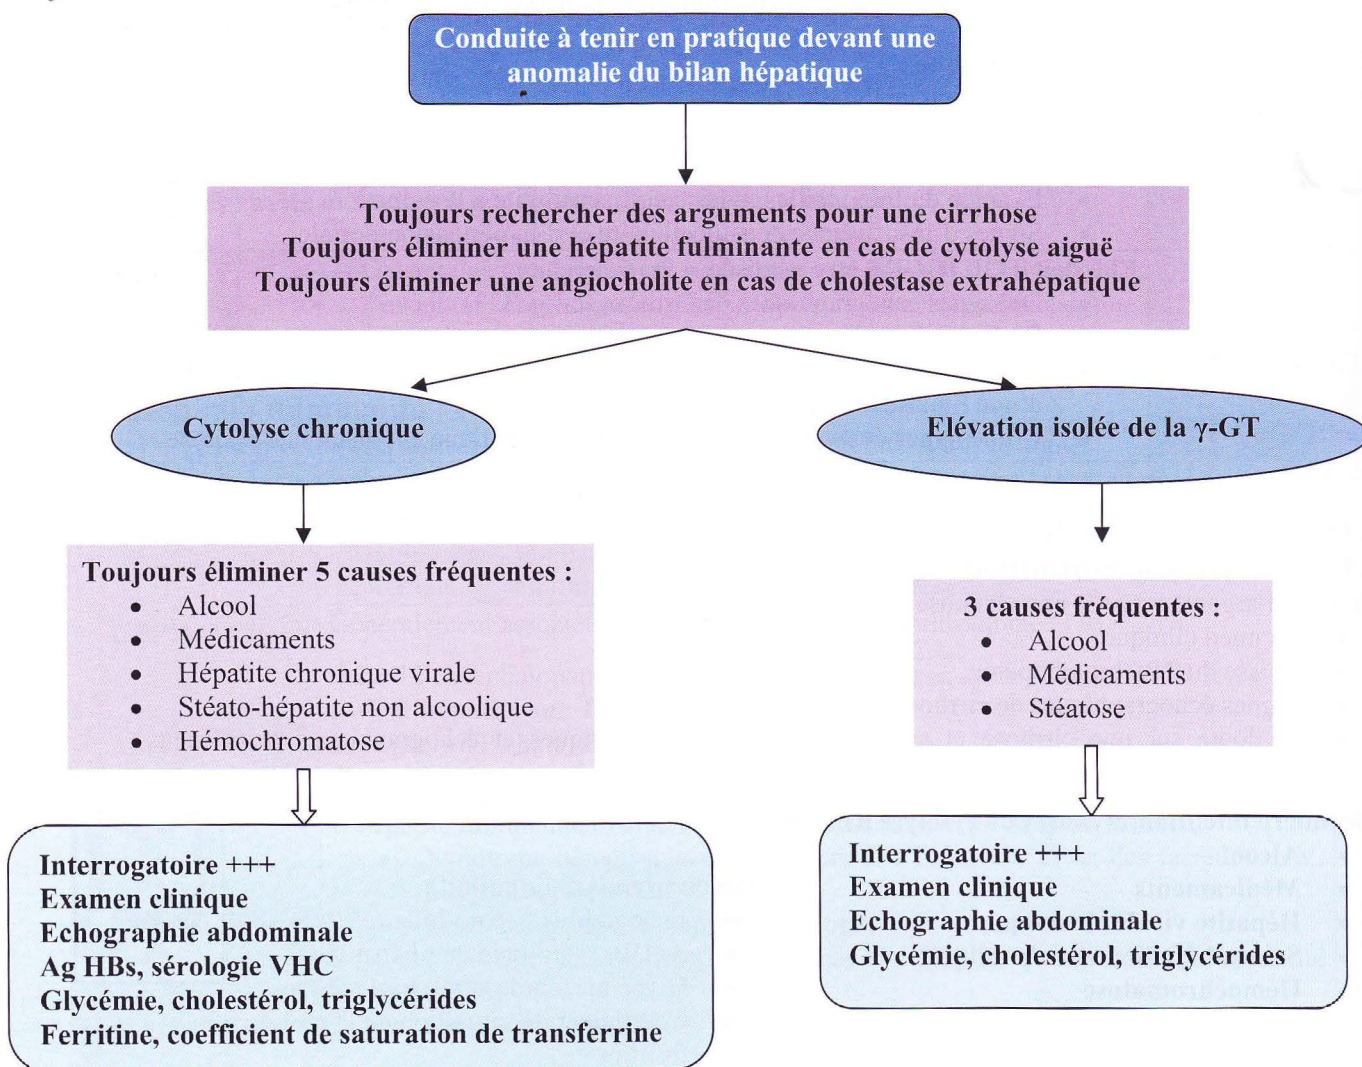 Conduite à tenir en pratique devant une
anomalie du bilan hépatique
Toujours rechercher des arguments pour une cirrhose
Toujours éliminer une hépatite fulminante en cas de cytolyse aiguë
Toujours éliminer une angiocholite en cas de cholestase extrahépatique
Cytolyse chronique
Toujours éliminer 5 causes fréquentes :
• Alcool
• Médicaments
• Hépatite chronique virale
• Stéato-hépatite non alcoolique
• Hémochromatose
Interrogatoire +++
Examen clinique
Echographie abdominale
Ag HBs, sérologie VHC
Glycémie, cholestérol, triglycérides
Ferritine, coefficient de saturation de transferrine
Elévation isolée de la γ-GT
3 causes fréquentes :
• Alcool
• Médicaments
• Stéatose
Interrogatoire +++
Examen clinique
Echographie abdominale
Glycémie, cholestérol, triglycérides